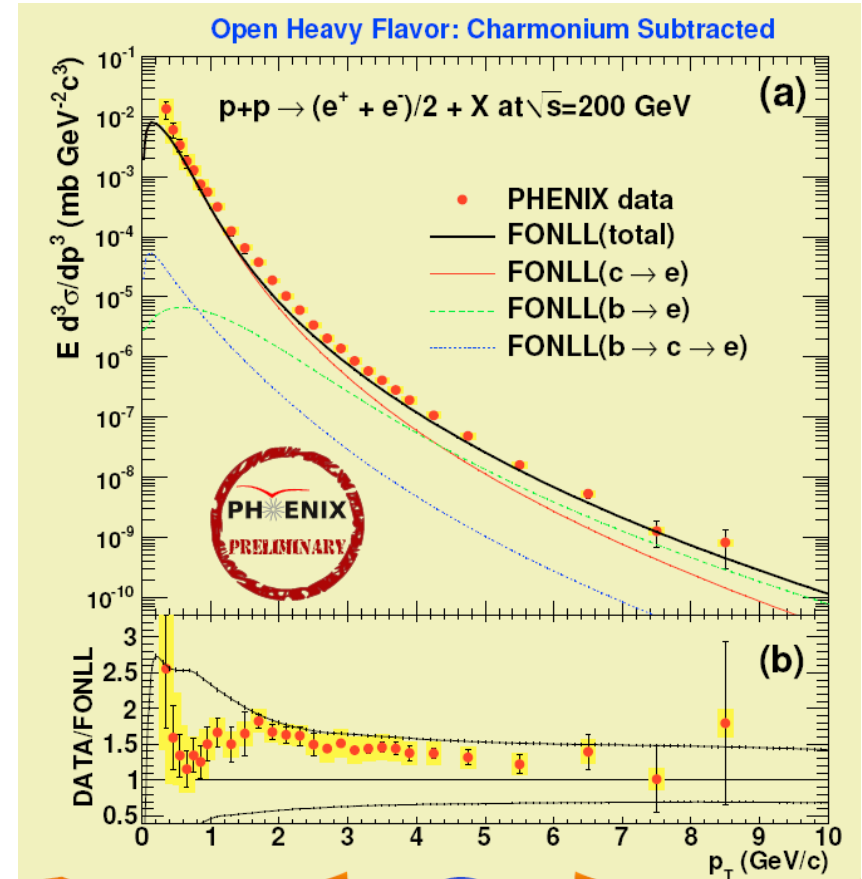 Open Heavy Flavor: Charmonium Subtracted
(a)
p+p → (e⁺ + e⁻)/2 + X at √s=200 GeV
E d³σ/dp³ (mb GeV⁻²c³)
10⁻¹
10⁻²
10⁻³
10⁻⁴
10⁻⁵
10⁻⁶
10⁻⁷
10⁻⁸
10⁻⁹
10⁻¹⁰
PHENIX data
FONLL(total)
FONLL(c → e)
FONLL(b → e)
FONLL(b → c → e)
PHENIX
PRELIMINARY
(b)
DATA/FONLL
3
2.5
2
1.5
1
0.5
0 1 2 3 4 5 6 7 8 9 10
p_T (GeV/c)